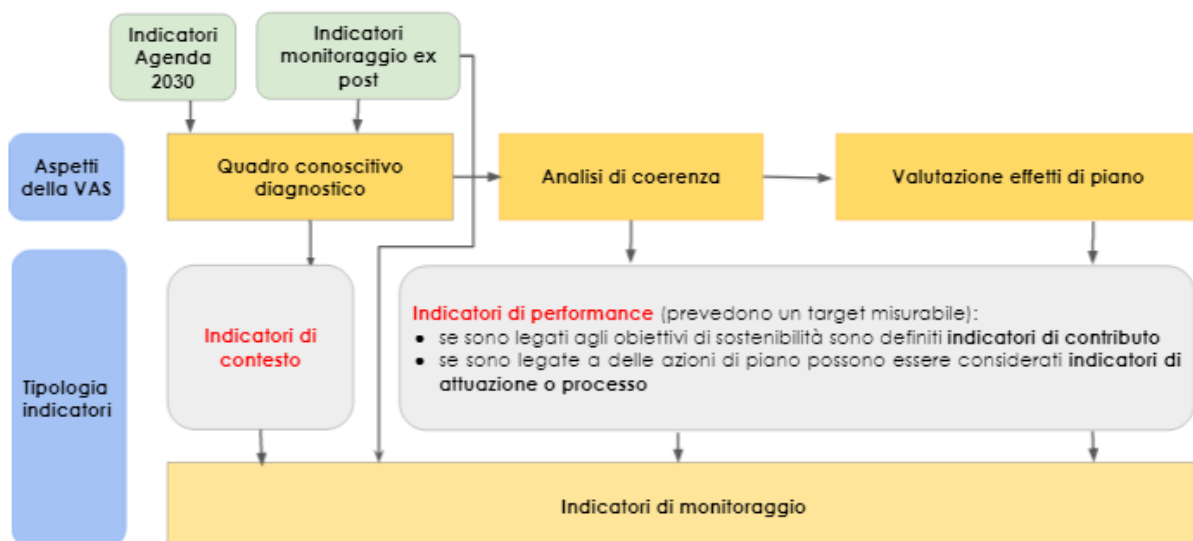 Indicatori
Agenda
2030
Indicatori
monitoraggio ex
post
Aspetti
della VAS
Quadro conoscitivo
diagnostico
Analisi di coerenza
Valutazione effetti di piano
Tipologia
indicatori
Indicatori di
contesto
Indicatori di performance (prevedono un target misurabile):
• se sono legati agli obiettivi di sostenibilità sono definiti indicatori di contributo
• se sono legate a delle azioni di piano possono essere considerati indicatori di
attuazione o processo
Indicatori di monitoraggio